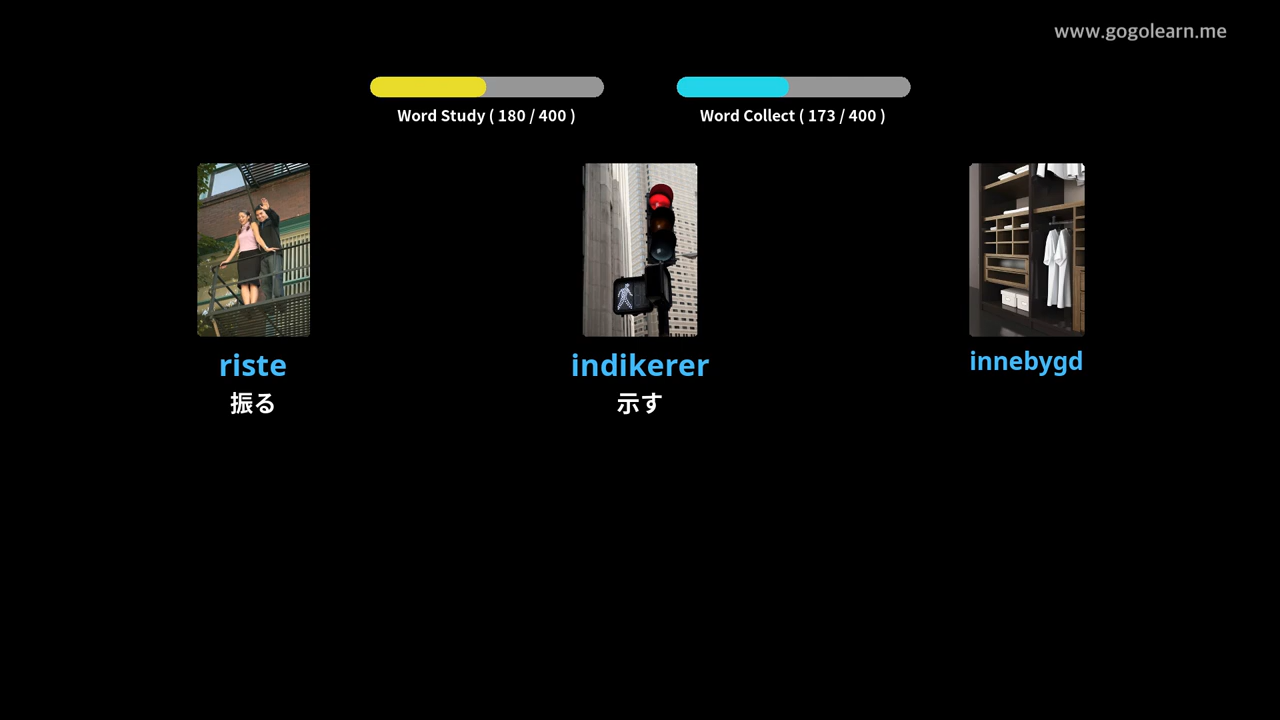 www.gogolearn.me
Word Study ( 180 / 400 )
Word Collect ( 173 / 400 )
riste
振る
indikerer
示す
innebygd